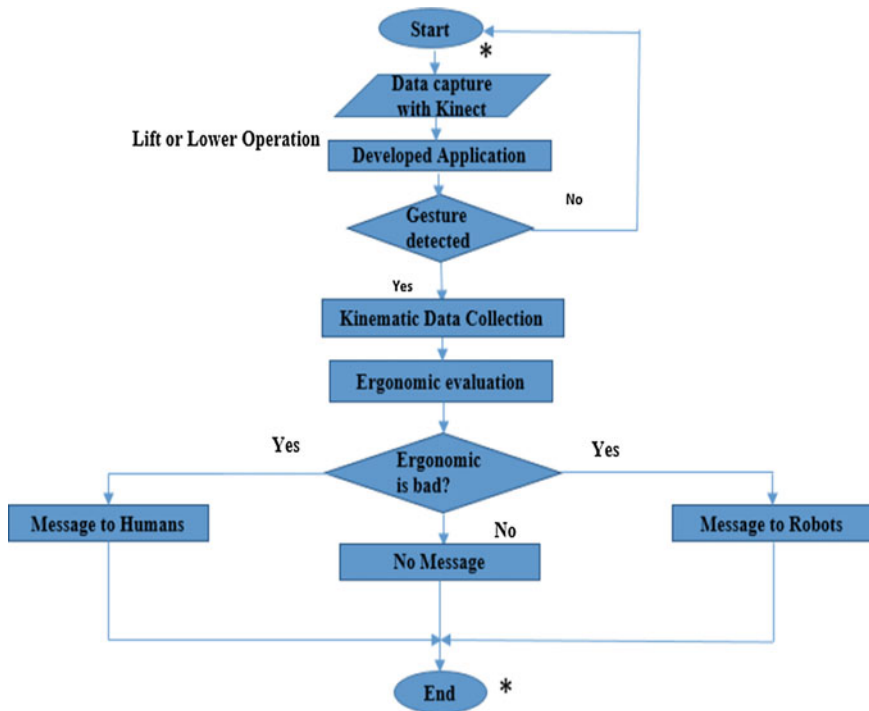 Start
*
Data capture
with Kinect
Lift or Lower Operation
Developed Application
No
Gesture
detected
Yes
Kinematic Data Collection
Ergonomic evaluation
Yes
Yes
Ergonomic
is bad?
Message to Humans
Message to Robots
No
No Message
End
*